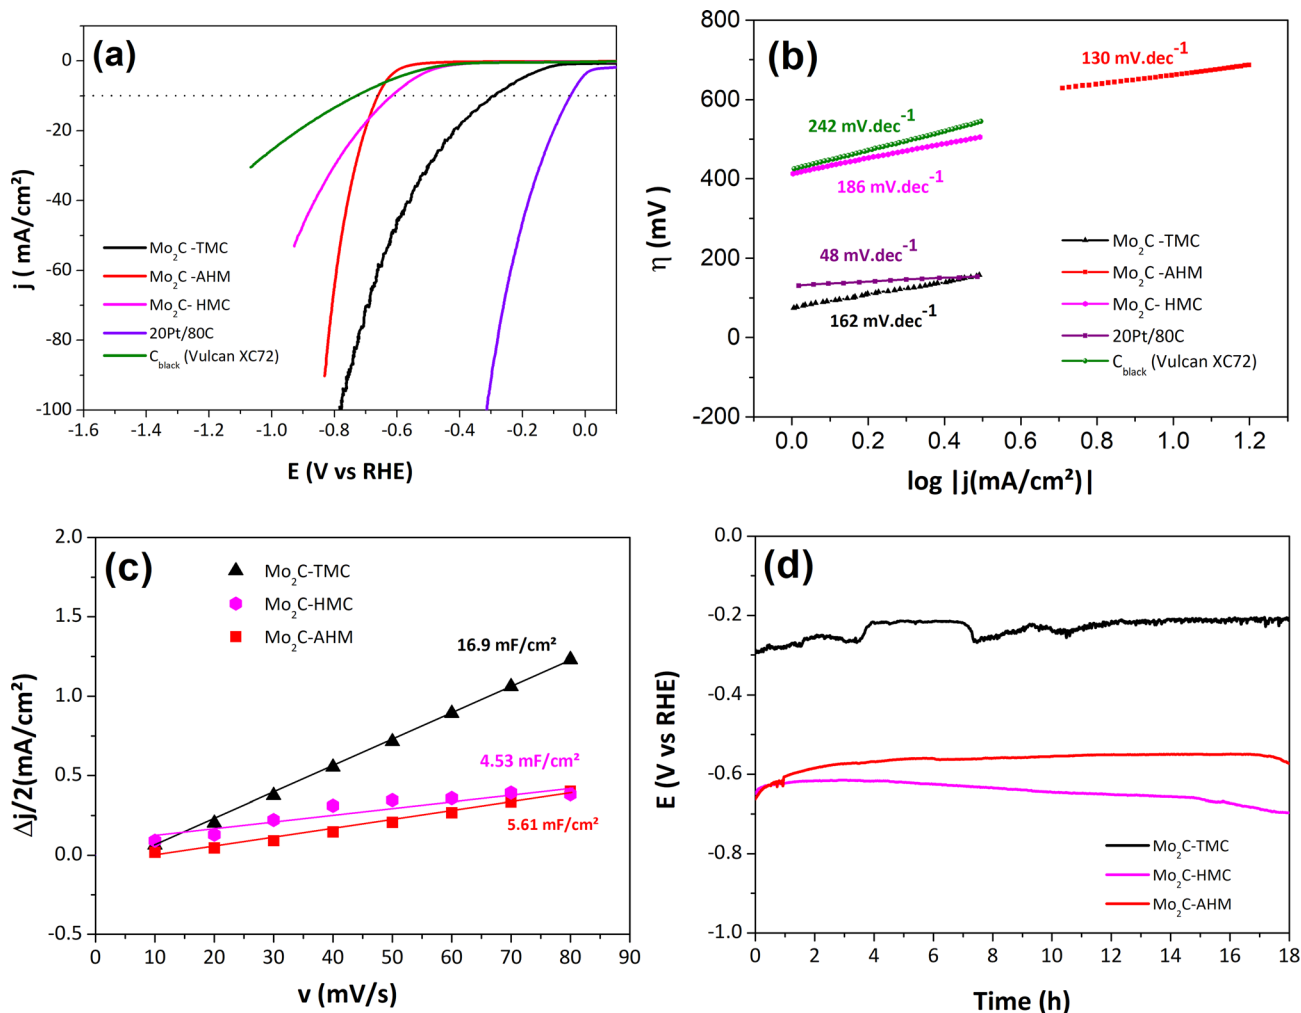 (a)
0
-20
-40
-60
-80
-100
j ( mA/cm²)
-1.6 -1.4 -1.2 -1.0 -0.8 -0.6 -0.4 -0.2 0.0
E (V vs RHE)
Mo₂C -TMC
Mo₂C -AHM
Mo₂C- HMC
20Pt/80C
C_black (Vulcan XC72)
(b)
800
600
400
200
0
-200
η (mV )
0.0 0.2 0.4 0.6 0.8 1.0 1.2
log |j(mA/cm²)|
130 mV.dec⁻¹
242 mV.dec⁻¹
186 mV.dec⁻¹
48 mV.dec⁻¹
162 mV.dec⁻¹
Mo₂C -TMC
Mo₂C -AHM
Mo₂C- HMC
20Pt/80C
C_black (Vulcan XC72)
(c)
2.0
1.5
1.0
0.5
0.0
-0.5
Δj/2(mA/cm²)
0 10 20 30 40 50 60 70 80 90
v (mV/s)
Mo₂C-TMC
Mo₂C-HMC
Mo₂C-AHM
16.9 mF/cm²
4.53 mF/cm²
5.61 mF/cm²
(d)
0.0
-0.2
-0.4
-0.6
-0.8
-1.0
E (V vs RHE)
0 2 4 6 8 10 12 14 16 18
Time (h)
Mo₂C-TMC
Mo₂C-HMC
Mo₂C-AHM